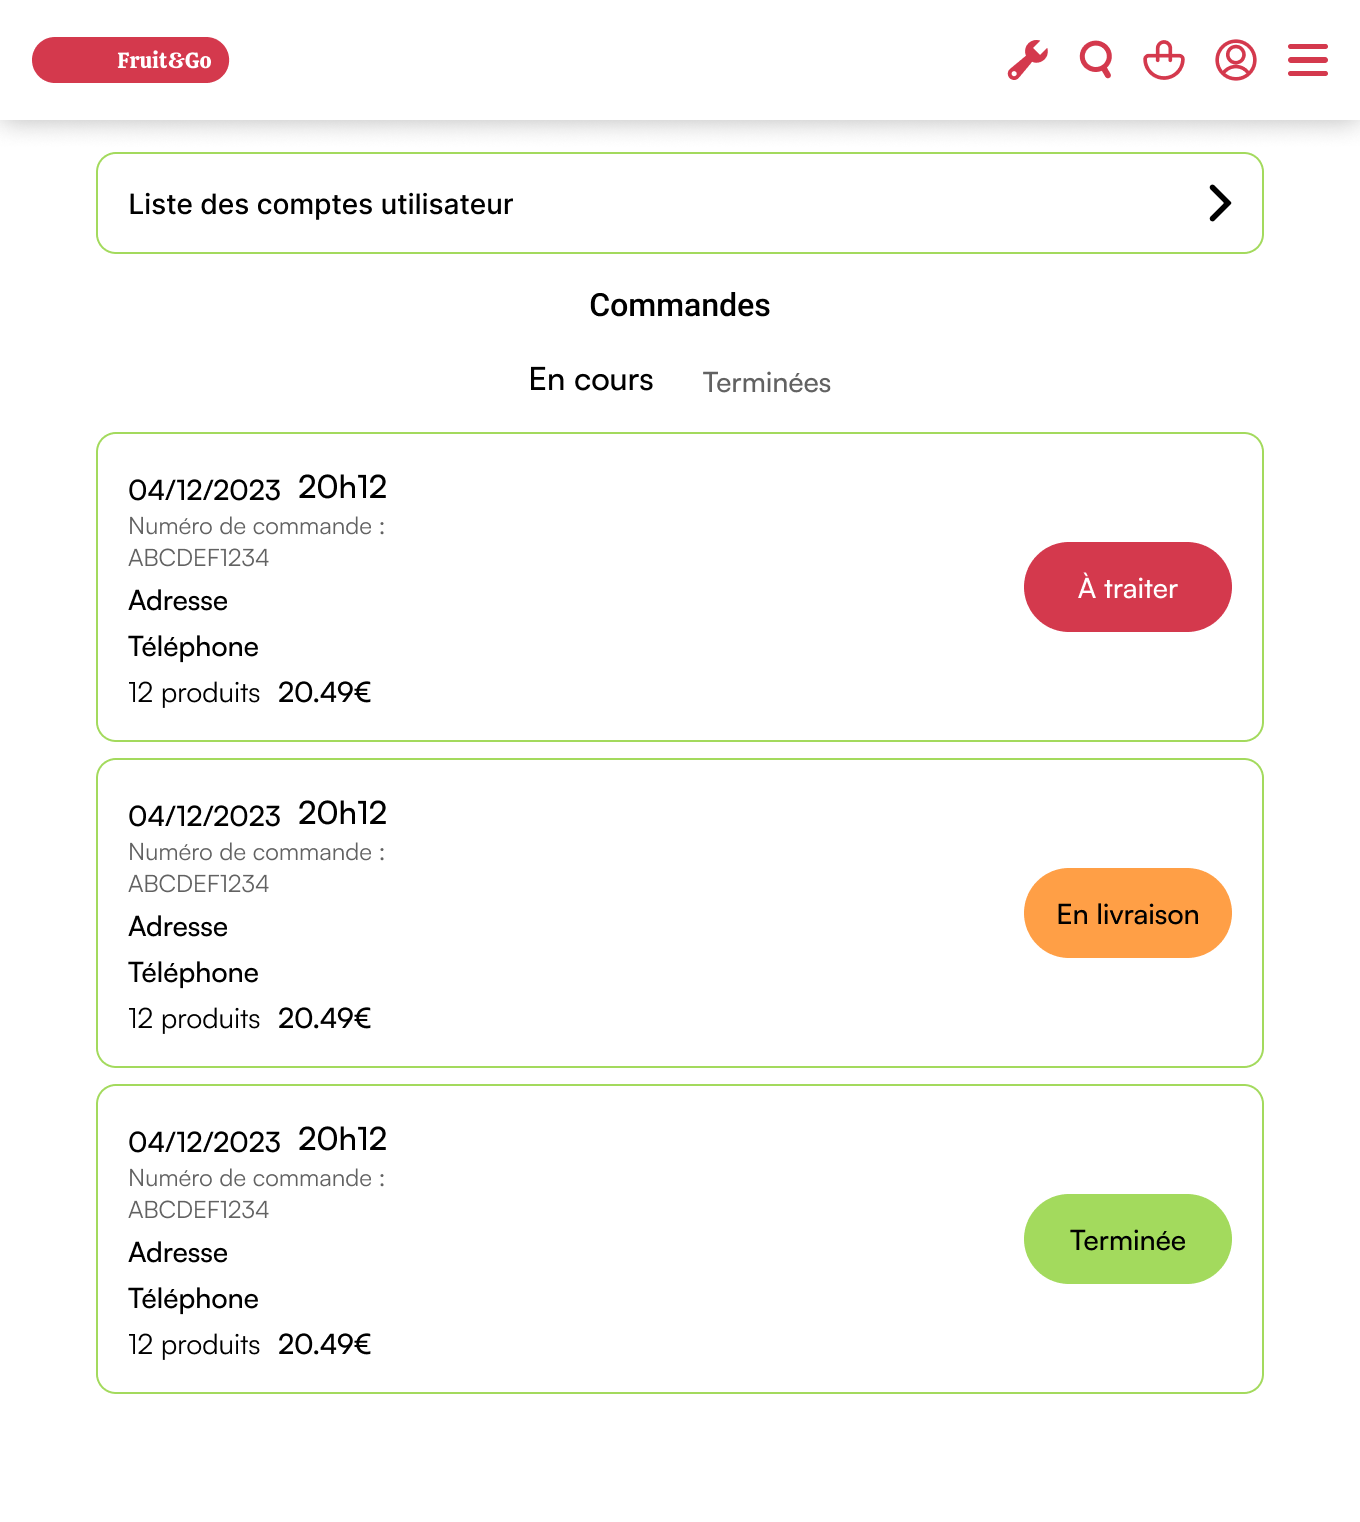 Fruit&Go
Liste des comptes utilisateur
Commandes
En cours Terminées
04/12/2023 20h12
Numéro de commande :
ABCDEF1234
Adresse
Téléphone
12 produits 20.49€
À traiter
04/12/2023 20h12
Numéro de commande :
ABCDEF1234
Adresse
Téléphone
12 produits 20.49€
En livraison
04/12/2023 20h12
Numéro de commande :
ABCDEF1234
Adresse
Téléphone
12 produits 20.49€
Terminée